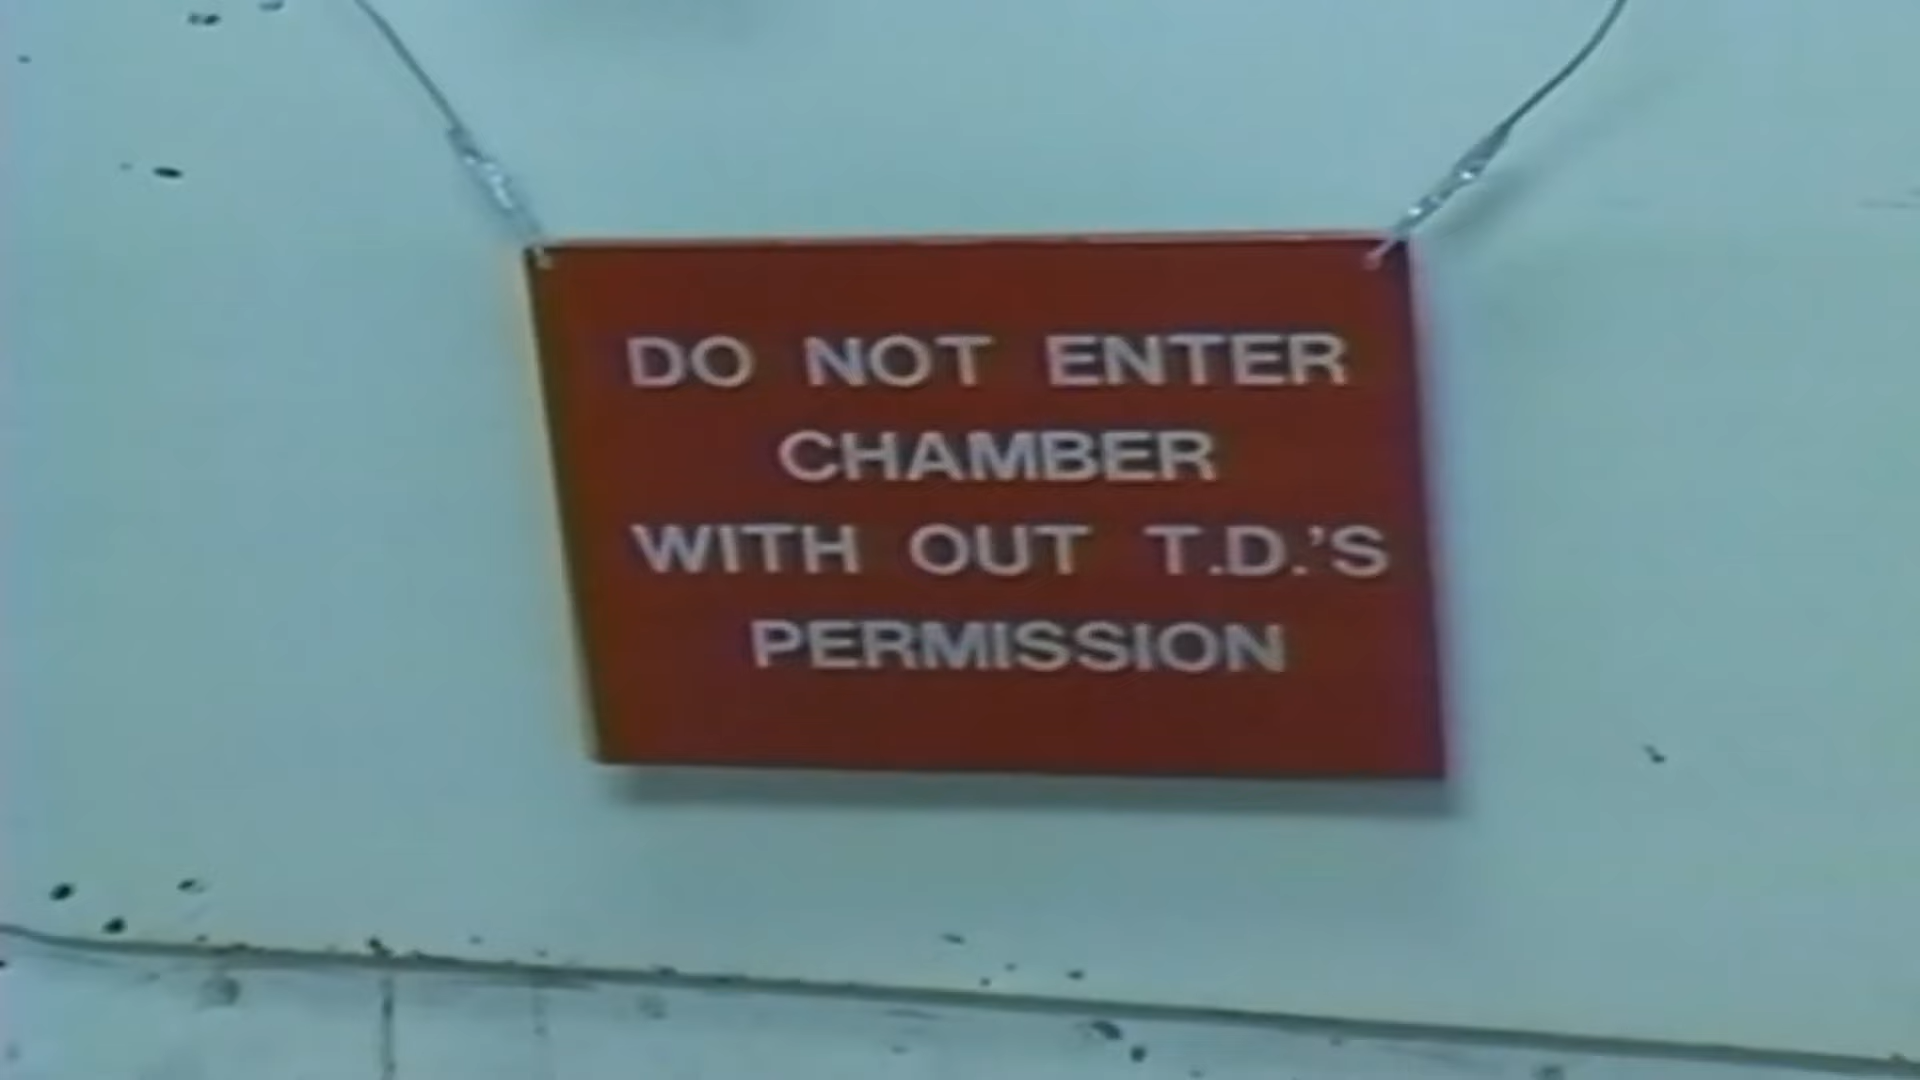 DO NOT ENTER
CHAMBER
WITH OUT T.D.'S
PERMISSION